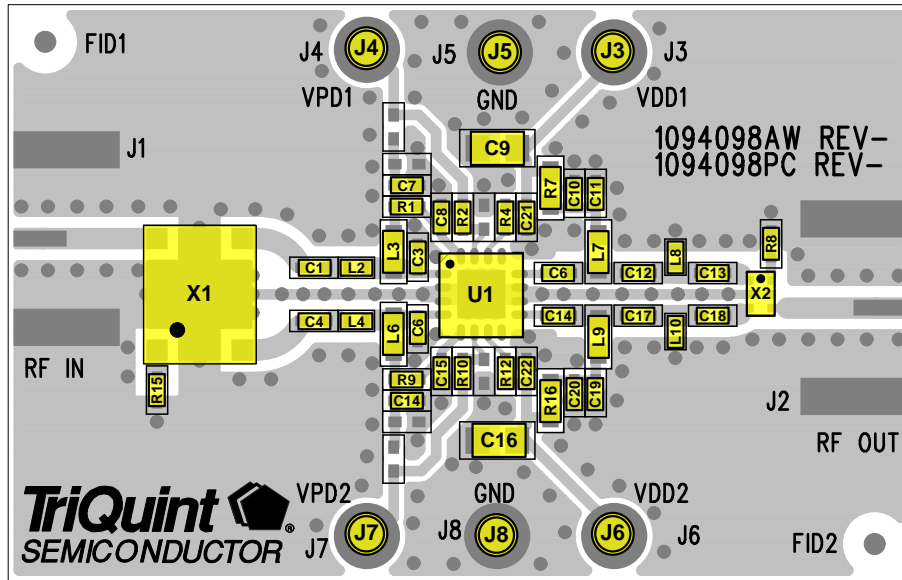 FID1
J4
J4
J5
J5
J3
J3
VPD1
GND
VDD1
J1
1094098AW REV-
1094098PC REV-
C9
C7
R1
C8
R2
R4
C21
R7
C10
C11
R8
L3
C3
L7
L8
C1
L2
C6
C12
C13
X1
U1
X2
C4
L4
L6
C6
C14
L9
C17
L10
C18
RF IN
R15
R9
C14
C15
R10
R12
C22
R16
C20
C19
J2
C16
RF OUT
VPD2
GND
VDD2
TriQuint ®
SEMICONDUCTOR
J7
J7
J8
J8
J6
J6
FID2